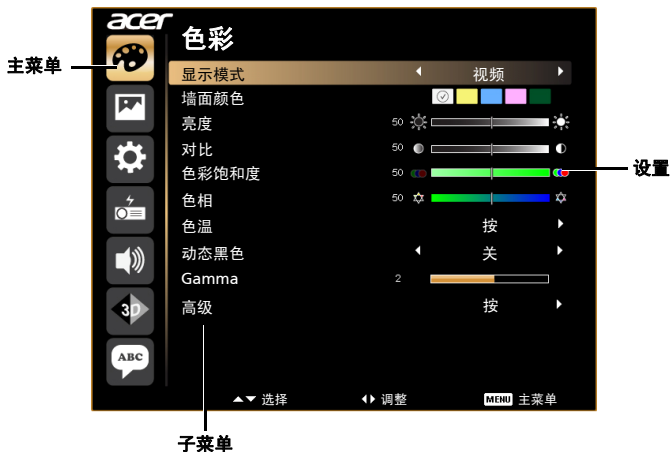 acer
色彩
主菜单
显示模式 视频
墙面颜色
亮度 50
对比 50
色彩饱和度 50
设置
色相 50
色温 按
动态黑色 关
Gamma 2
高级 按
3D
ABC
选择 调整 MENU 主菜单
子菜单